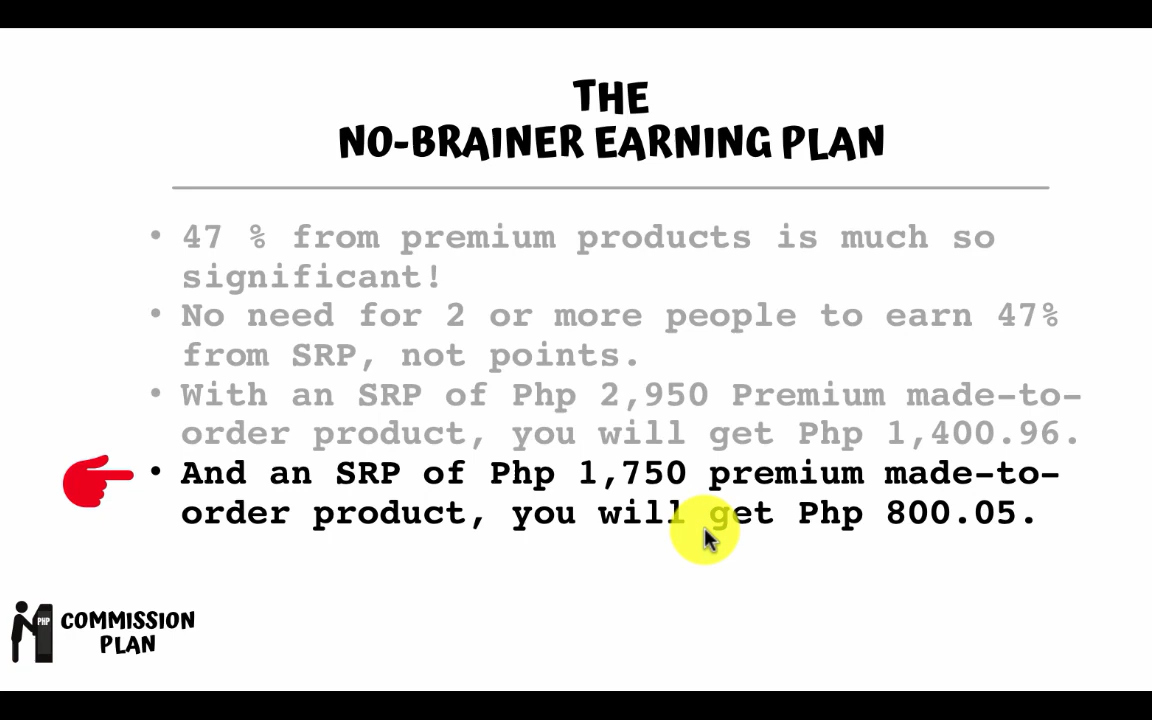 THE
NO-BRAINER EARNING PLAN
• 47 % from premium products is much so
significant!
• No need for 2 or more people to earn 47%
from SRP, not points.
• With an SRP of Php 2,950 Premium made-to-
order product, you will get Php 1,400.96.
• And an SRP of Php 1,750 premium made-to-
order product, you will get Php 800.05.
PHP
COMMISSION
PLAN